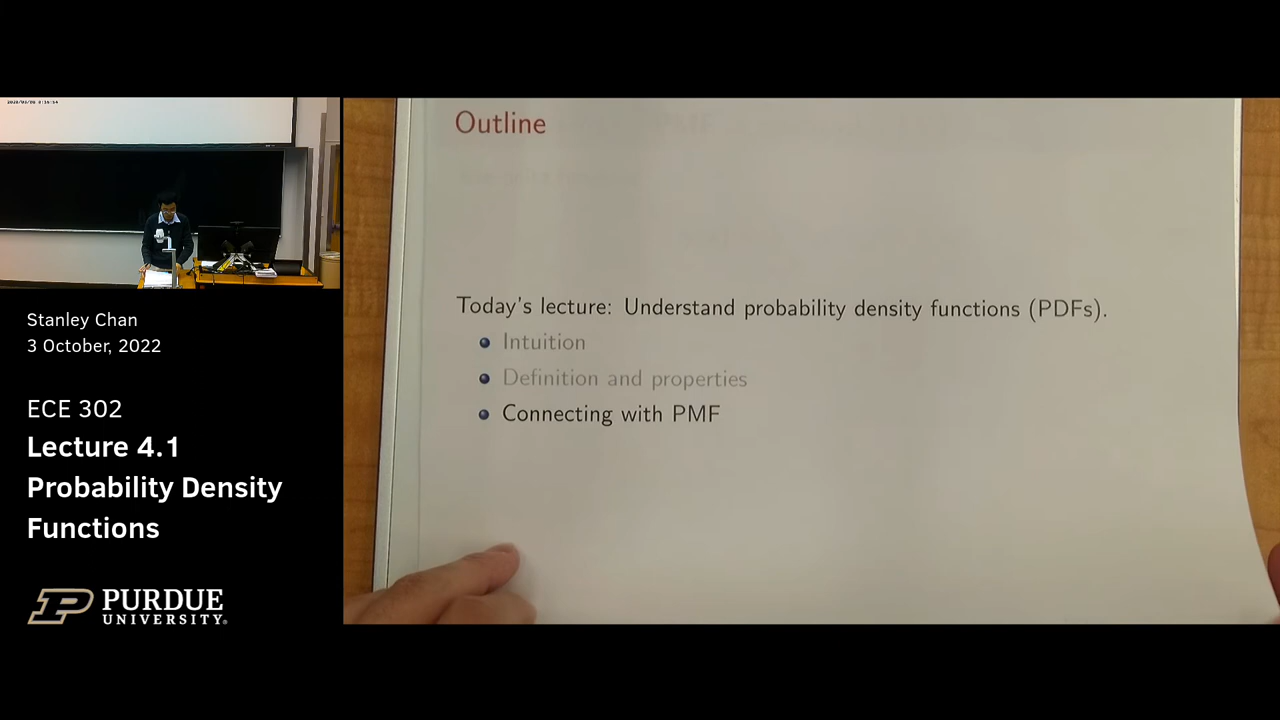 Stanley Chan
3 October, 2022
ECE 302
Lecture 4.1
Probability Density
Functions
PURDUE
UNIVERSITY®
Outline
Today's lecture: Understand probability density functions (PDFs).
Intuition
Definition and properties
Connecting with PMF